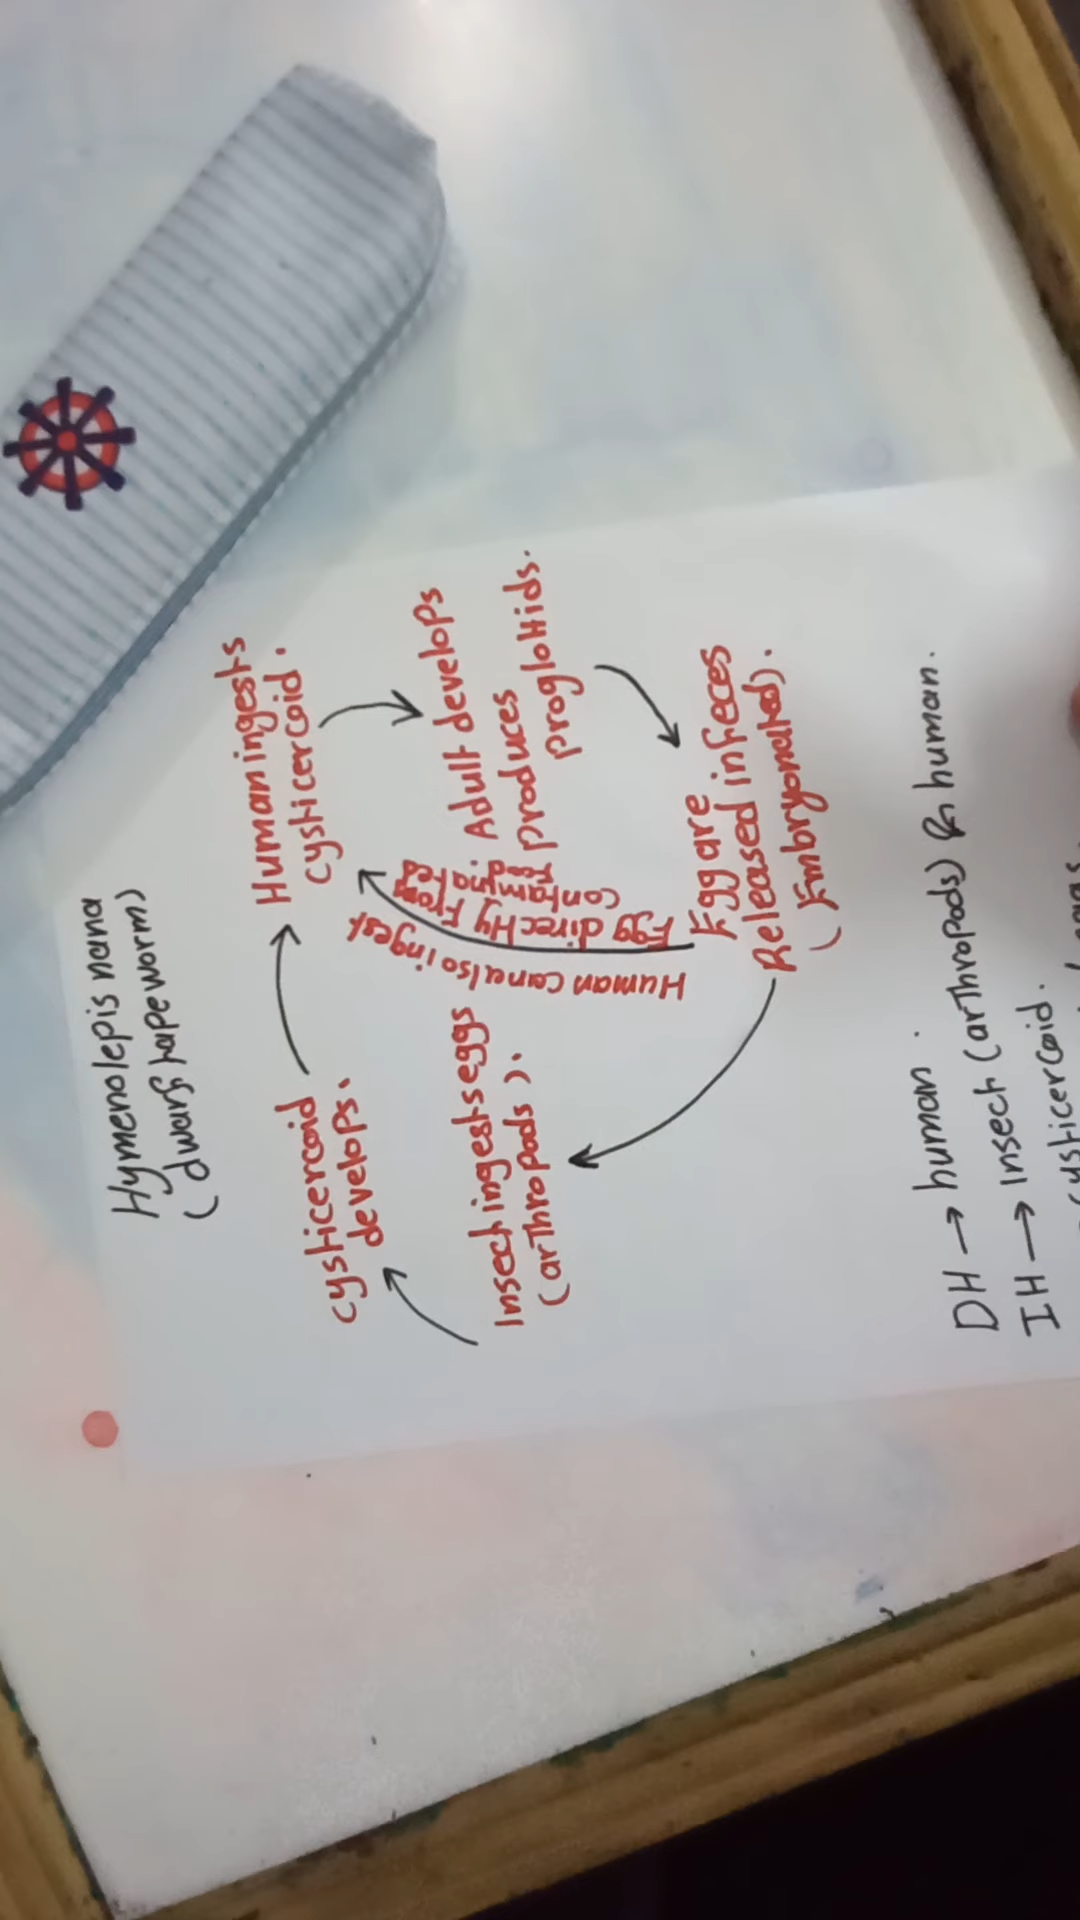 Hymenolepis nana
(dwarf tapeworm)
Human ingests
cysticercoid.
Adult develops
produces
proglottids.
Egg are
Released in feces
(Embryonated).
Human can also ingest
Egg directly from
contaminated
food.
Insect ingests eggs
(arthropods).
cysticercoid
develops.
DH → human.
IH → Insect (arthropods) & human.
cysticercoid.